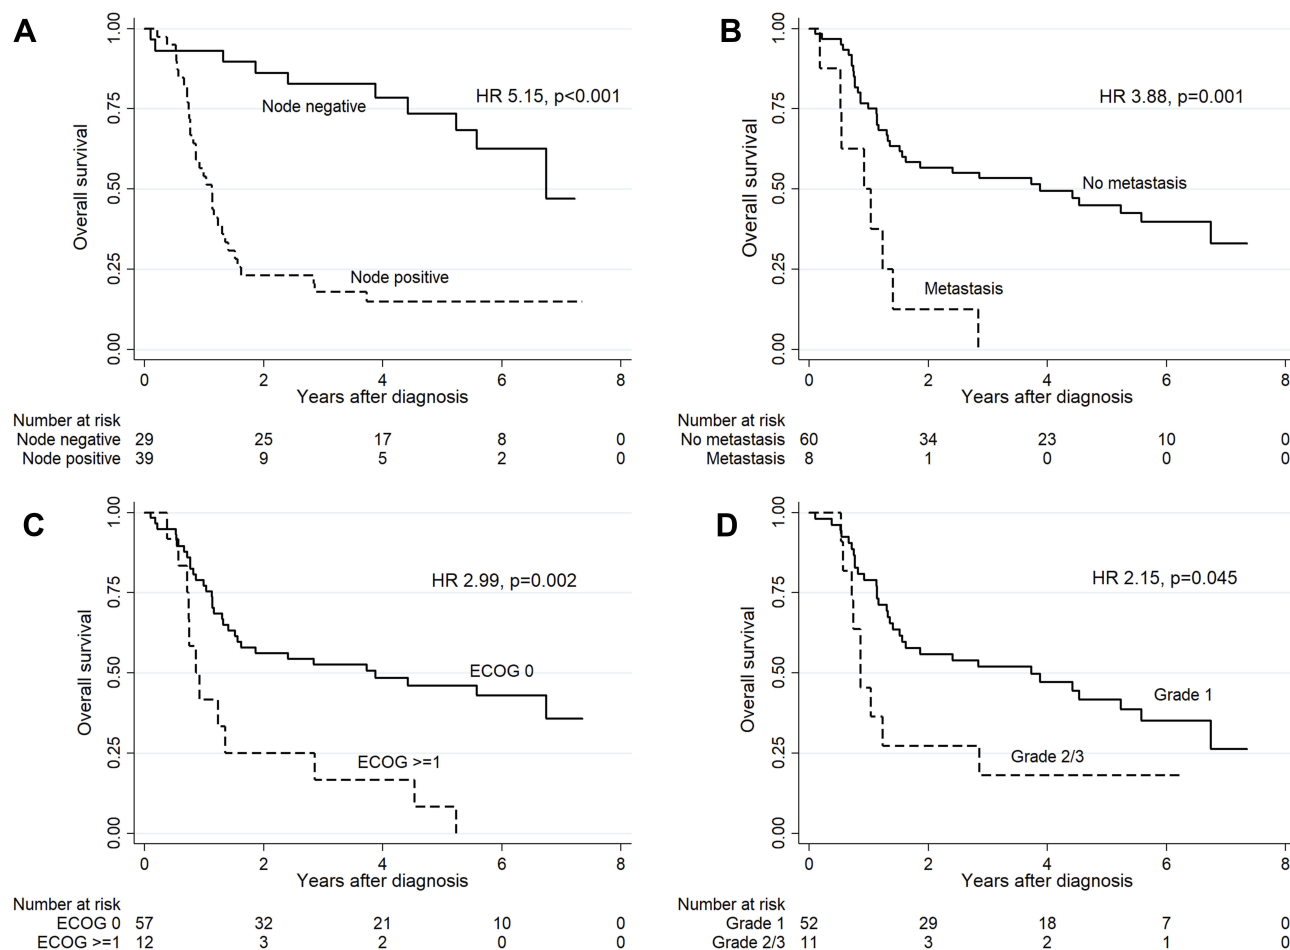 A
1.00
0.75
0.50
0.25
0.00
Overall survival
HR 5.15, p<0.001
Node negative
Node positive
0 2 4 6 8
Years after diagnosis
Number at risk
Node negative 29 25 17 8 0
Node positive 39 9 5 2 0
B
1.00
0.75
0.50
0.25
0.00
Overall survival
HR 3.88, p=0.001
No metastasis
Metastasis
0 2 4 6 8
Years after diagnosis
Number at risk
No metastasis 60 34 23 10 0
Metastasis 8 1 0 0 0
C
1.00
0.75
0.50
0.25
0.00
Overall survival
HR 2.99, p=0.002
ECOG 0
ECOG >=1
0 2 4 6 8
Years after diagnosis
Number at risk
ECOG 0 57 32 21 10 0
ECOG >=1 12 3 2 0 0
D
1.00
0.75
0.50
0.25
0.00
Overall survival
HR 2.15, p=0.045
Grade 1
Grade 2/3
0 2 4 6 8
Years after diagnosis
Number at risk
Grade 1 52 29 18 7 0
Grade 2/3 11 3 2 1 0